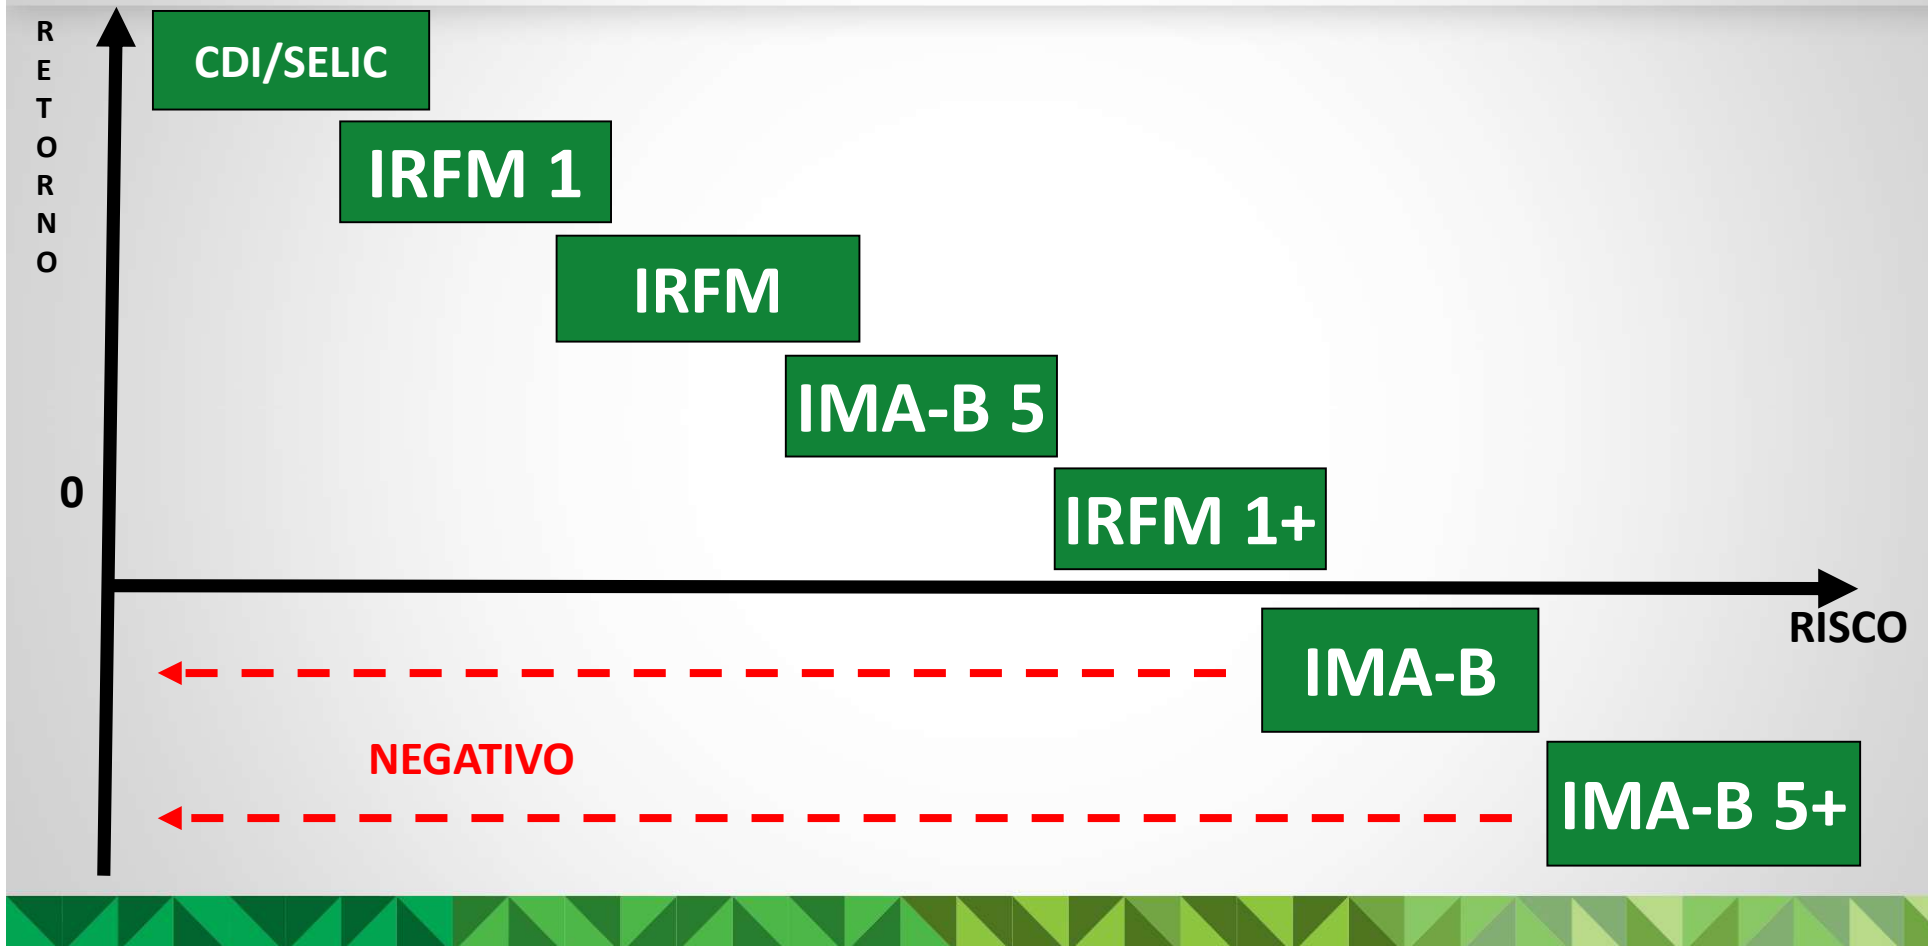 RETORNO
CDI/SELIC
IRFM 1
IRFM
IMA-B 5
0
IRFM 1+
RISCO
IMA-B
NEGATIVO
IMA-B 5+